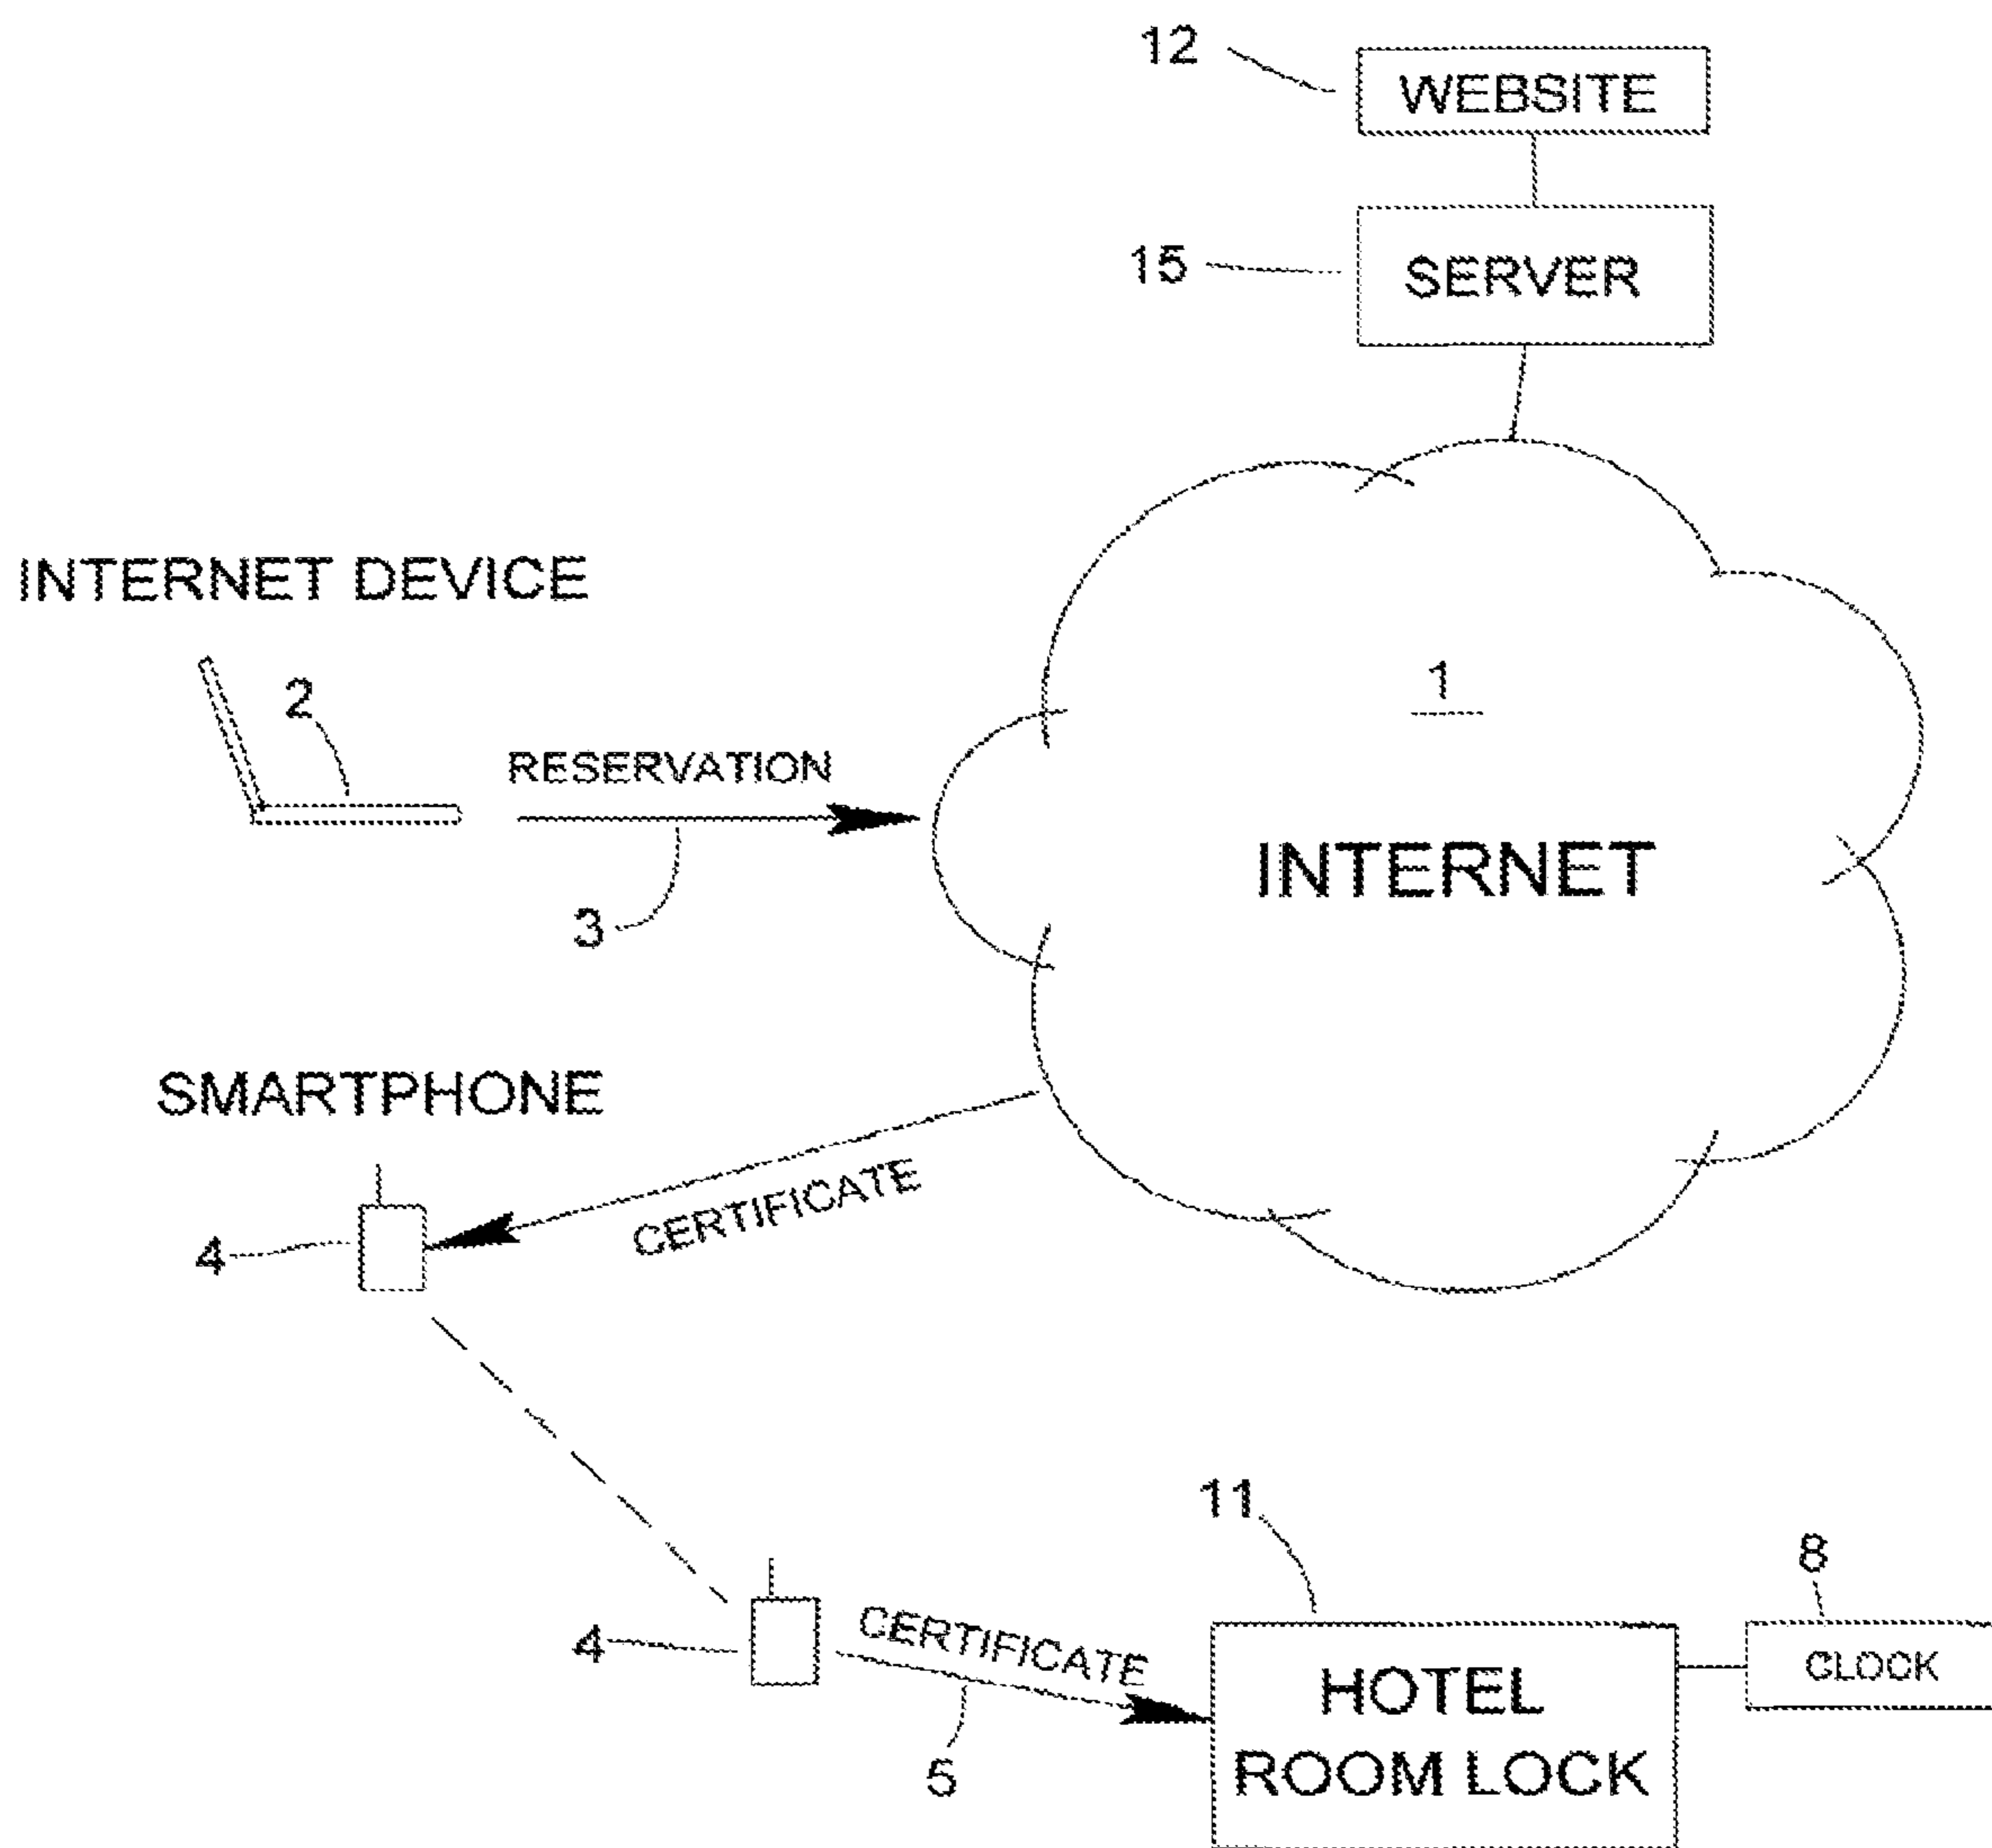 12
WEBSITE
15
SERVER
INTERNET DEVICE
2
RESERVATION
3
1
INTERNET
SMARTPHONE
4
CERTIFICATE
4
CERTIFICATE
5
11
HOTEL
ROOM LOCK
8
CLOCK